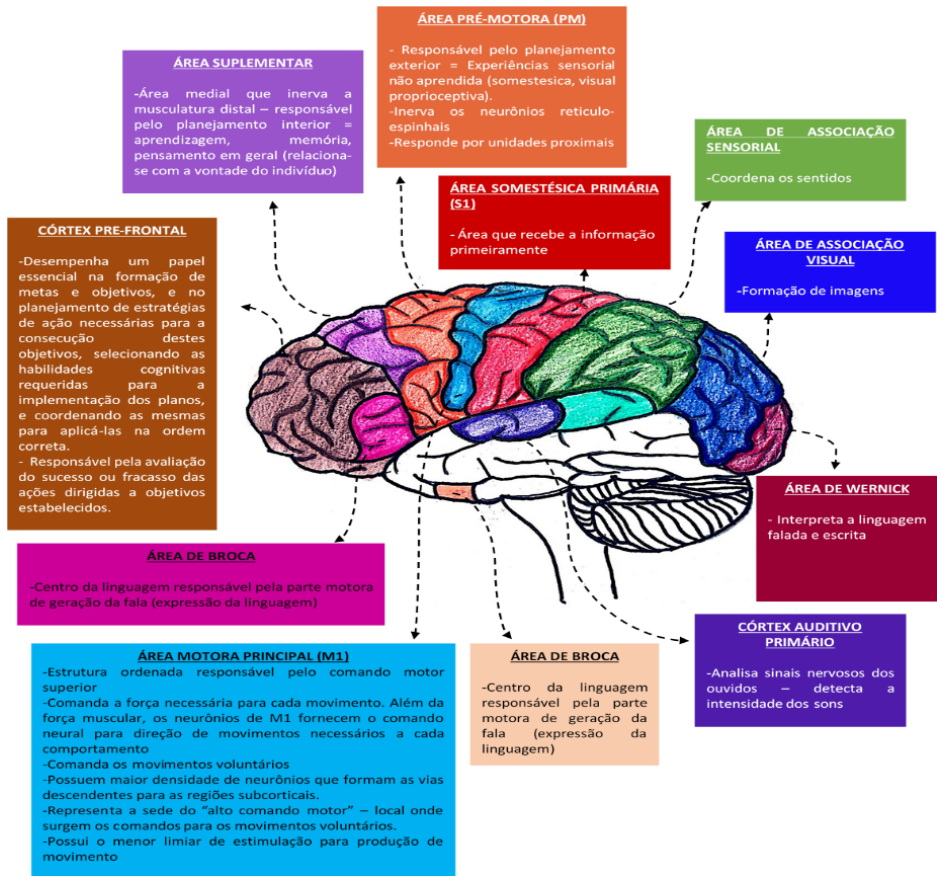 ÁREA PRÉ-MOTORA (PM)
- Responsável pelo planejamento
exterior = Experiências sensorial
não aprendida (somestesica, visual
proprioceptiva).
-Inerva os neurônios reticulo-
espinhais
-Responde por unidades proximais
ÁREA SUPLEMENTAR
-Área medial que inerva a
musculatura distal – responsável
pelo planejamento interior =
aprendizagem, memória,
pensamento em geral (relaciona-
se com a vontade do indivíduo)
ÁREA DE ASSOCIAÇÃO
SENSORIAL
-Coordena os sentidos
ÁREA SOMESTÉSICA PRIMÁRIA
(S1)
- Área que recebe a informação
primeiramente
CÓRTEX PRE-FRONTAL
-Desempenha um papel
essencial na formação de
metas e objetivos, e no
planejamento de estratégias
de ação necessárias para a
consecução destes
objetivos, selecionando as
habilidades cognitivas
requeridas para a
implementação dos planos,
e coordenando as mesmas
para aplicá-las na ordem
correta.
- Responsável pela avaliação
do sucesso ou fracasso das
ações dirigidas a objetivos
estabelecidos.
ÁREA DE ASSOCIAÇÃO
VISUAL
-Formação de imagens
ÁREA DE WERNICK
- Interpreta a linguagem
falada e escrita
ÁREA DE BROCA
-Centro da linguagem responsável pela parte motora
de geração da fala (expressão da linguagem)
CÓRTEX AUDITIVO
PRIMÁRIO
-Analisa sinais nervosos dos
ouvidos – detecta a
intensidade dos sons
ÁREA MOTORA PRINCIPAL (M1)
-Estrutura ordenada responsável pelo comando motor
superior
-Comanda a força necessária para cada movimento. Além da
força muscular, os neurônios de M1 fornecem o comando
neural para direção de movimentos necessários a cada
comportamento
-Comanda os movimentos voluntários
-Possuem maior densidade de neurônios que formam as vias
descendentes para as regiões subcorticais.
-Representa a sede do “alto comando motor” – local onde
surgem os comandos para os movimentos voluntários.
-Possui o menor limiar de estimulação para produção de
movimento
ÁREA DE BROCA
-Centro da linguagem
responsável pela parte
motora de geração da
fala (expressão da
linguagem)